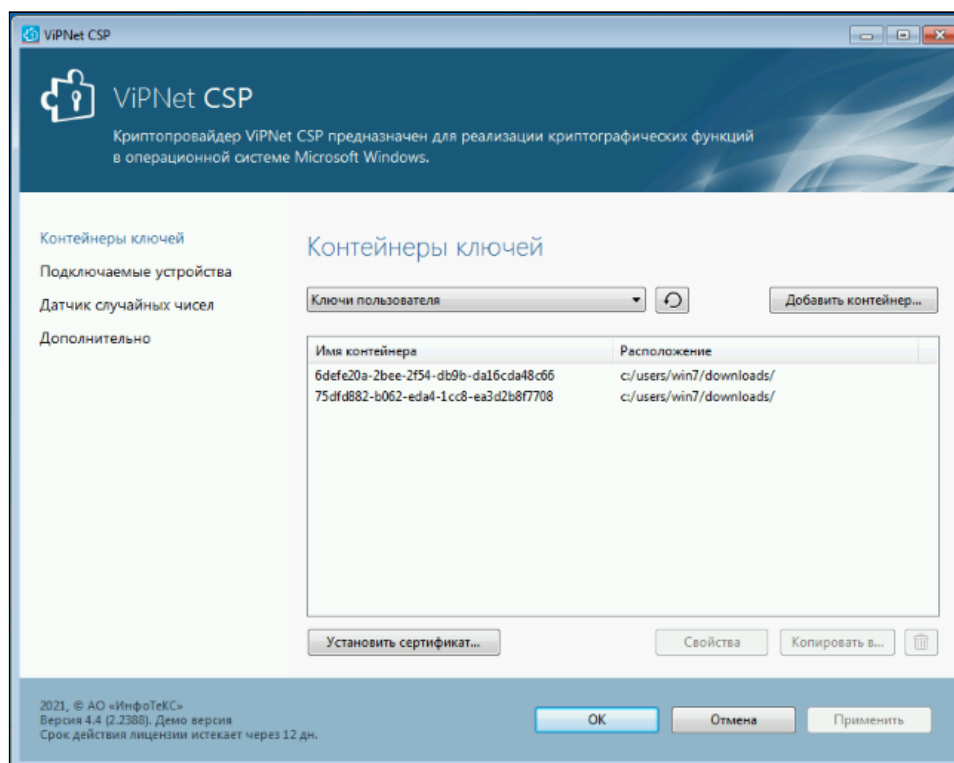 ViPNet CSP
ViPNet CSP
Криптопровайдер ViPNet CSP предназначен для реализации криптографических функций
в операционной системе Microsoft Windows.
Контейнеры ключей
Подключаемые устройства
Датчик случайных чисел
Дополнительно
Контейнеры ключей
Ключи пользователя
Добавить контейнер...
Имя контейнера Расположение
6defe20a-2bee-2f54-db9b-da16cda48c66 c:/users/win7/downloads/
75dfd882-b062-eda4-1cc8-ea3d2b8f7708 c:/users/win7/downloads/
Установить сертификат... Свойства Копировать в...
2021, © АО «ИнфоТеКС»
Версия 4.4 (2.2388). Демо версия
Срок действия лицензии истекает через 12 дн.
OK Отмена Применить